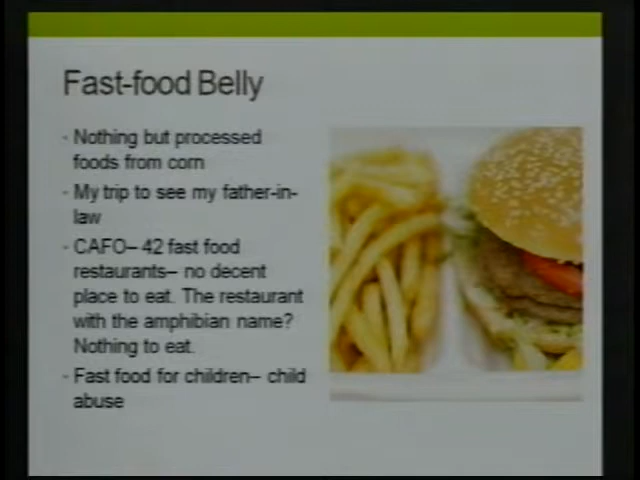 Fast-food Belly
· Nothing but processed
foods from corn
· My trip to see my father-in-
law
· CAFO– 42 fast food
restaurants– no decent
place to eat. The restaurant
with the amphibian name?
Nothing to eat.
· Fast food for children– child
abuse